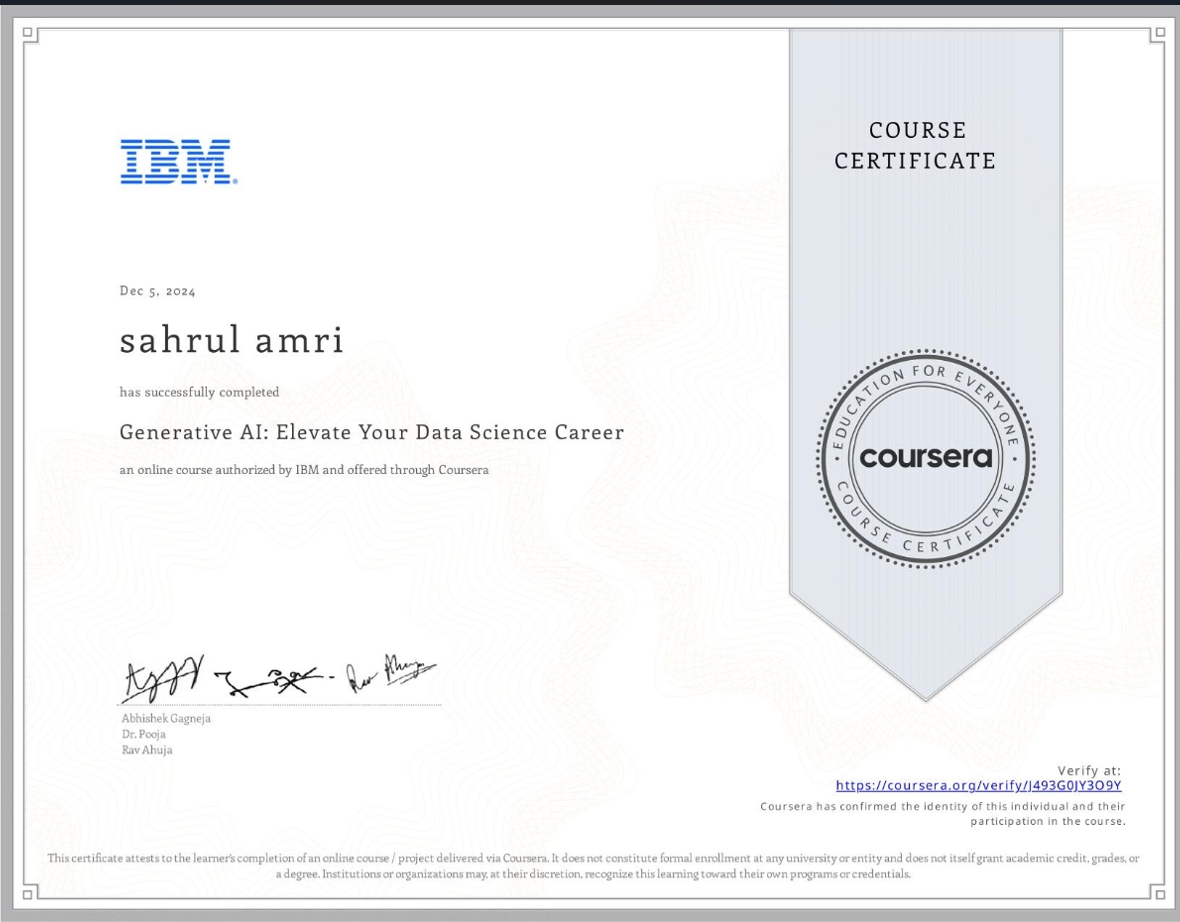 IBM
COURSE
CERTIFICATE
Dec 5, 2024
sahrul amri
has successfully completed
Generative AI: Elevate Your Data Science Career
an online course authorized by IBM and offered through Coursera
EDUCATION FOR EVERYONE
coursera
COURSE CERTIFICATE
Rav Ahuja
Abhishek Gagneja
Dr. Pooja
Rav Ahuja
Verify at:
https://coursera.org/verify/J493G0JY3O9Y
Coursera has confirmed the identity of this individual and their
participation in the course.
This certificate attests to the learner's completion of an online course / project delivered via Coursera. It does not constitute formal enrollment at any university or entity and does not itself grant academic credit, grades, or
a degree. Institutions or organizations may, at their discretion, recognize this learning toward their own programs or credentials.